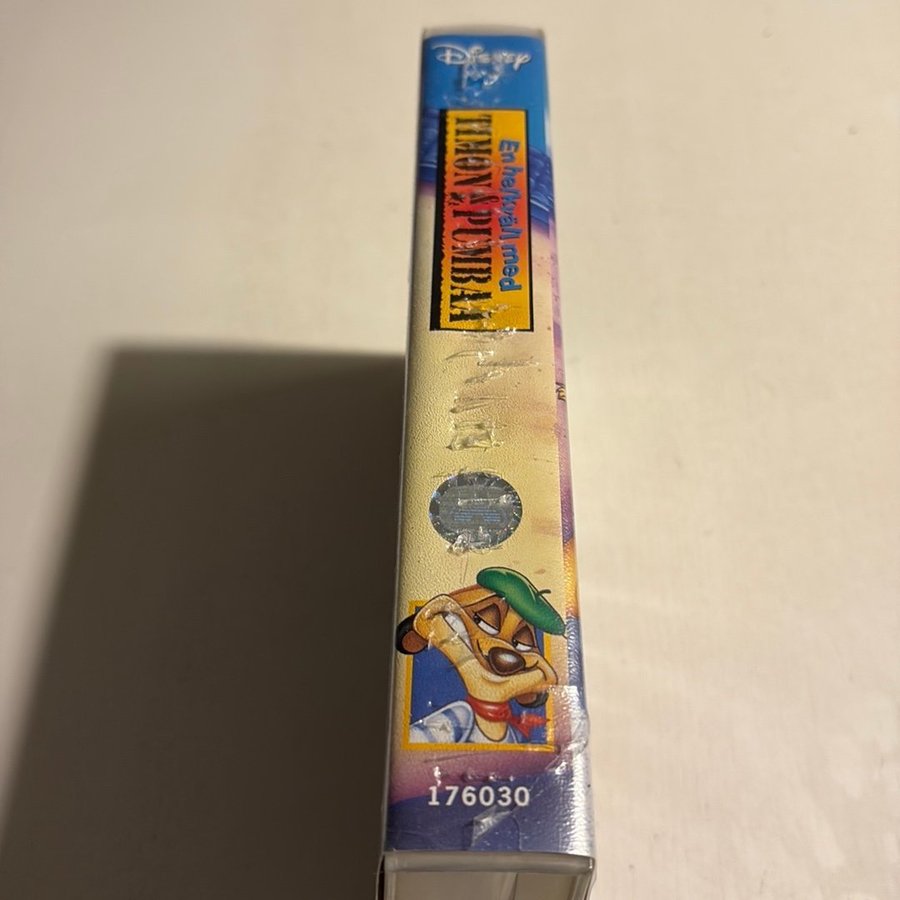 Disney
En helkväll med
TIMON & PUMBAA
176030